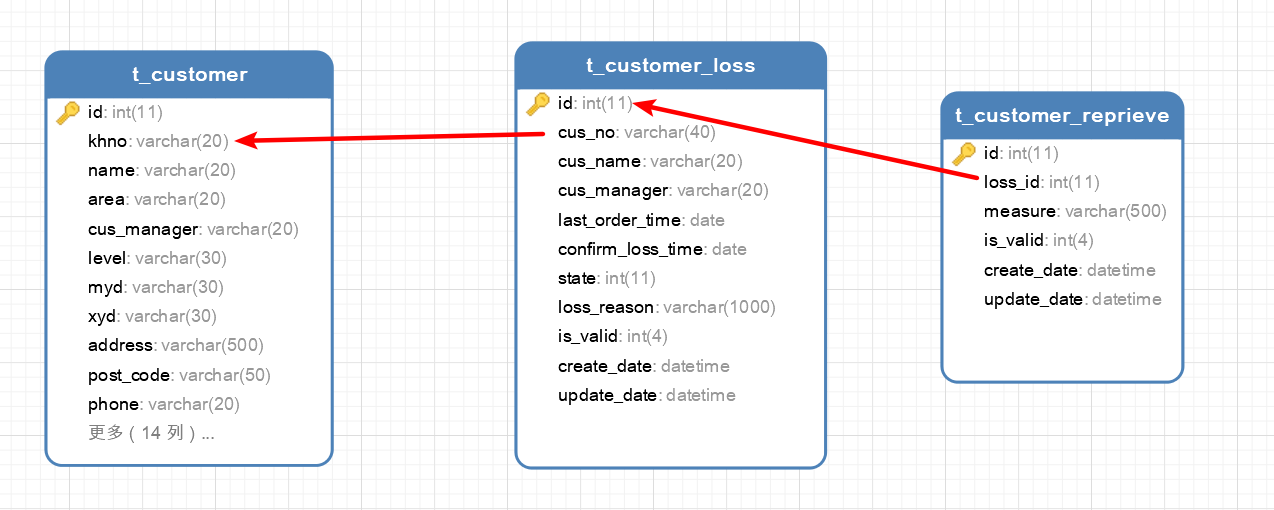 t_customer
id: int(11)
khno: varchar(20)
name: varchar(20)
area: varchar(20)
cus_manager: varchar(20)
level: varchar(30)
myd: varchar(30)
xyd: varchar(30)
address: varchar(500)
post_code: varchar(50)
phone: varchar(20)
更多 ( 14 列 ) ...
t_customer_loss
id: int(11)
cus_no: varchar(40)
cus_name: varchar(20)
cus_manager: varchar(20)
last_order_time: date
confirm_loss_time: date
state: int(11)
loss_reason: varchar(1000)
is_valid: int(4)
create_date: datetime
update_date: datetime
t_customer_reprieve
id: int(11)
loss_id: int(11)
measure: varchar(500)
is_valid: int(4)
create_date: datetime
update_date: datetime